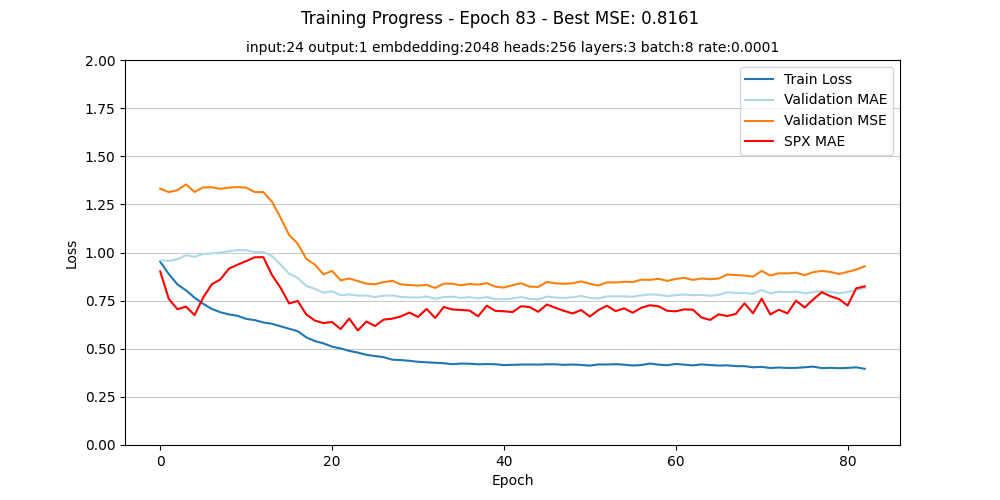 Training Progress - Epoch 83 - Best MSE: 0.8161
input:24 output:1 embdedding:2048 heads:256 layers:3 batch:8 rate:0.0001
2.00
1.75
1.50
1.25
1.00
0.75
0.50
0.25
0.00
Loss
Train Loss
Validation MAE
Validation MSE
SPX MAE
0 20 40 60 80
Epoch